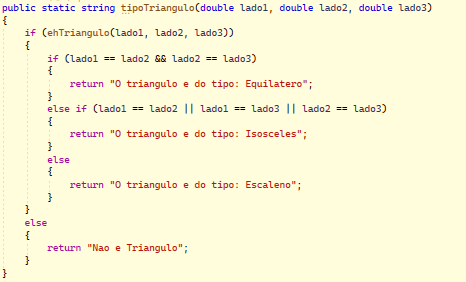 public static string tipoTriangulo(double lado1, double lado2, double lado3)
{
    if (ehTriangulo(lado1, lado2, lado3))
    {
        if (lado1 == lado2 && lado2 == lado3)
        {
            return "O triangulo e do tipo: Equilatero";
        }
        else if (lado1 == lado2 || lado1 == lado3 || lado2 == lado3)
        {
            return "O triangulo e do tipo: Isosceles";
        }
        else
        {
            return "O triangulo e do tipo: Escaleno";
        }
    }
    else
    {
        return "Nao e Triangulo";
    }
}